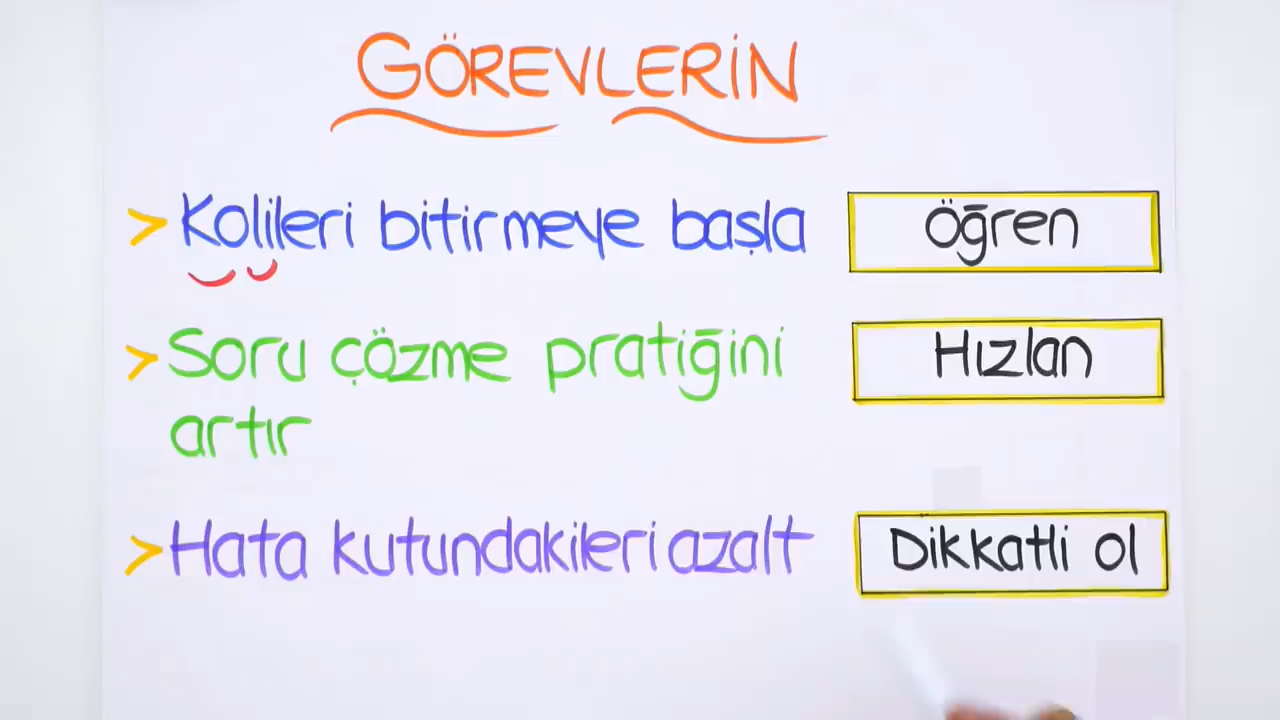 GÖREVLERİN
> Kolileri bitirmeye başla
Öğren
> Soru çözme pratiğini
artır
Hızlan
> Hata kutundakileri azalt
Dikkatli ol